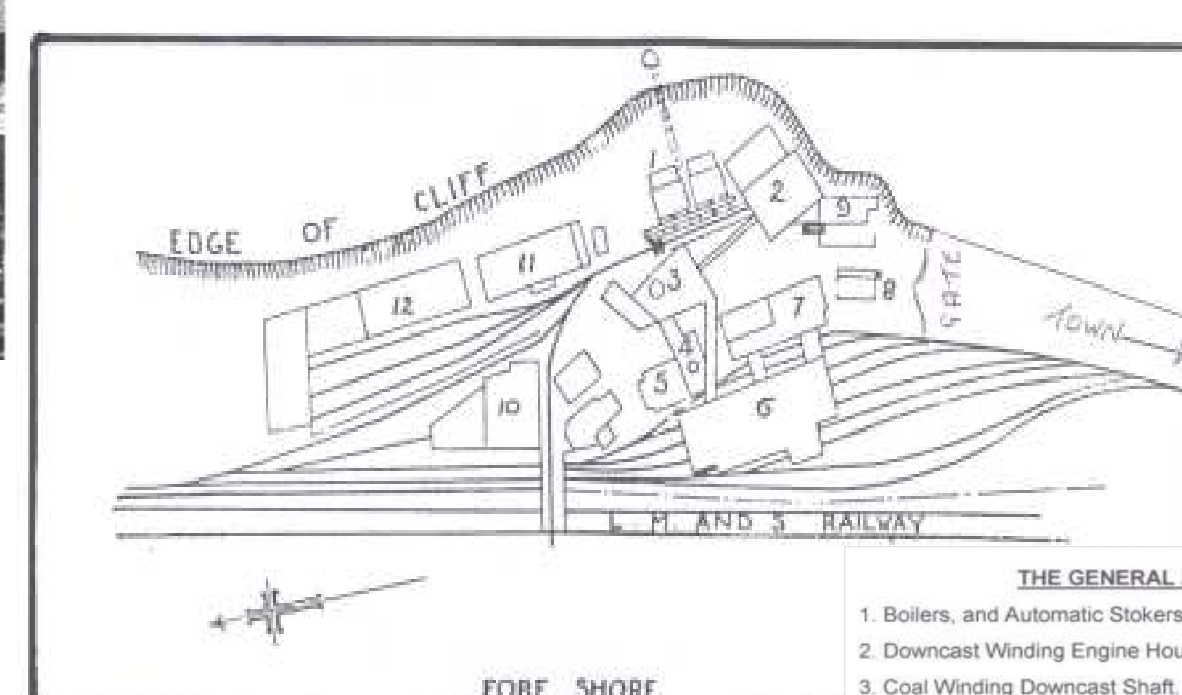 EDGE OF CLIFF
1
2
9
3
11
12
8
7
GATE
TOWN
4
5
6
10
L. M. AND S RAILWAY
FORE SHORE
THE GENERAL
1. Boilers, and Automatic Stokers
2. Downcast Winding Engine Hou
3. Coal Winding Downcast Shaft.